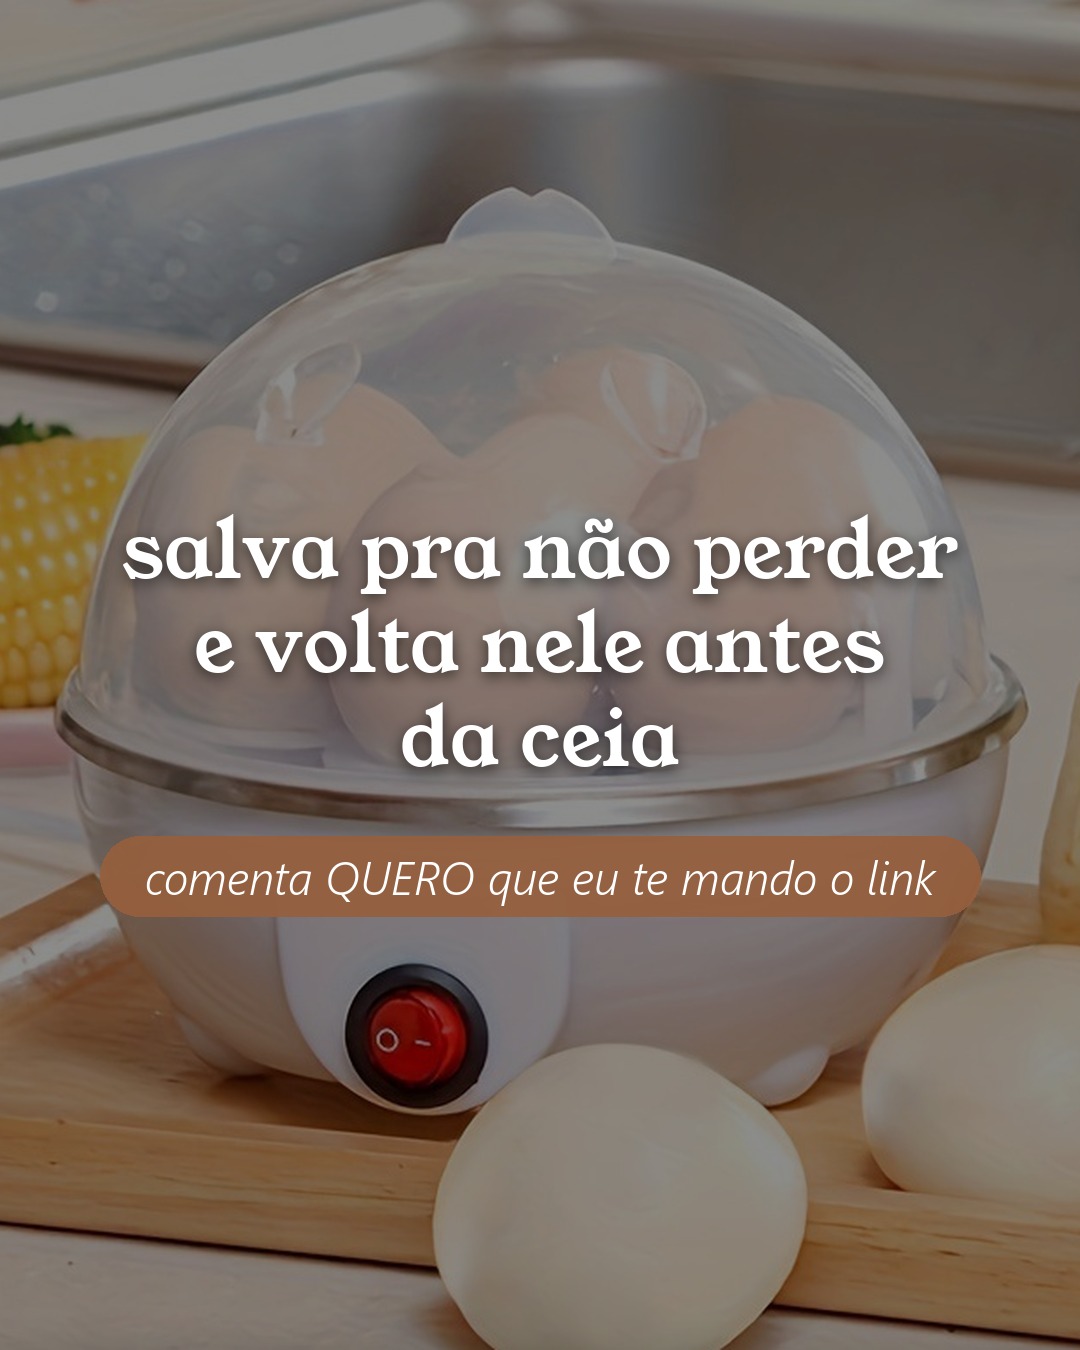 salva pra não perder
e volta nele antes
da ceia
comenta QUERO que eu te mando o link